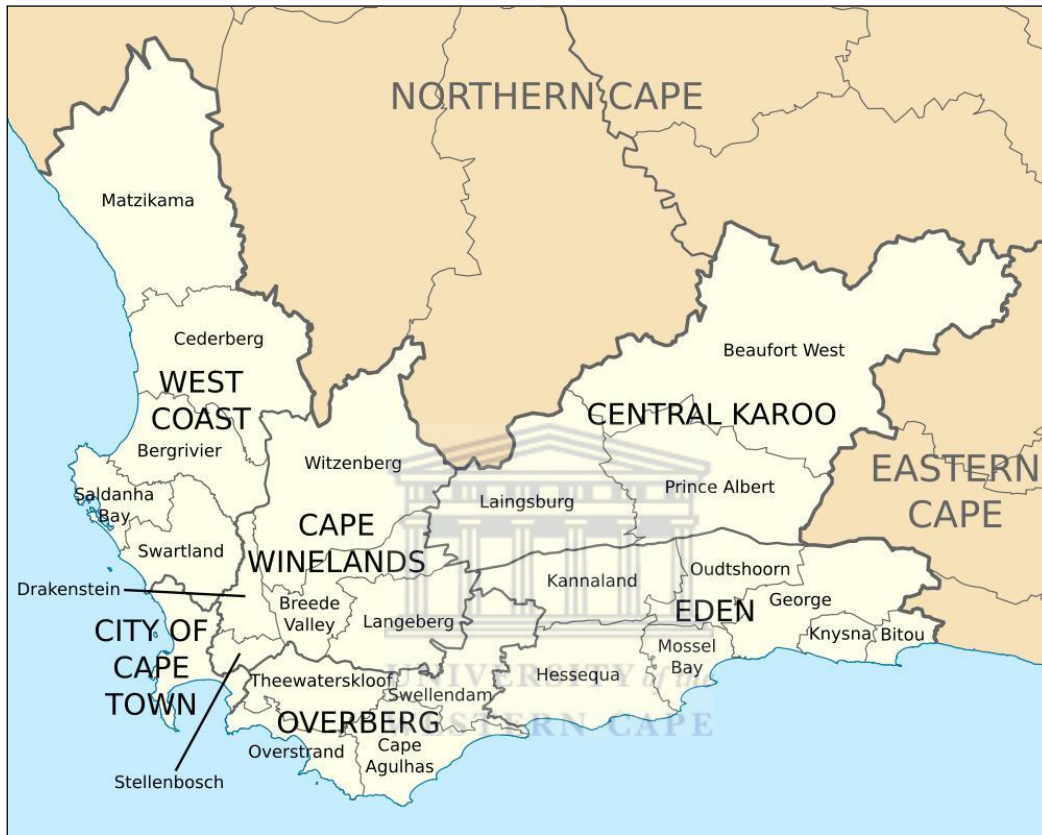 NORTHERN CAPE
Matzikama
Cederberg
Beaufort West
WEST
COAST
CENTRAL KAROO
Bergrivier
Witzenberg
EASTERN
CAPE
Saldanha
Bay
Laingsburg
Prince Albert
CAPE
WINELANDS
Swartland
Drakenstein
Kannaland
Oudtshoorn
Breede
Valley
Langeberg
EDEN
George
CITY OF
CAPE
TOWN
Knysna
Bitou
Mossel
Bay
Theewaterskloof
Hessequa
UNIVERSITY of the
Swellendam
OVERBERG
WESTERN CAPE
Overstrand
Cape
Agulhas
Stellenbosch